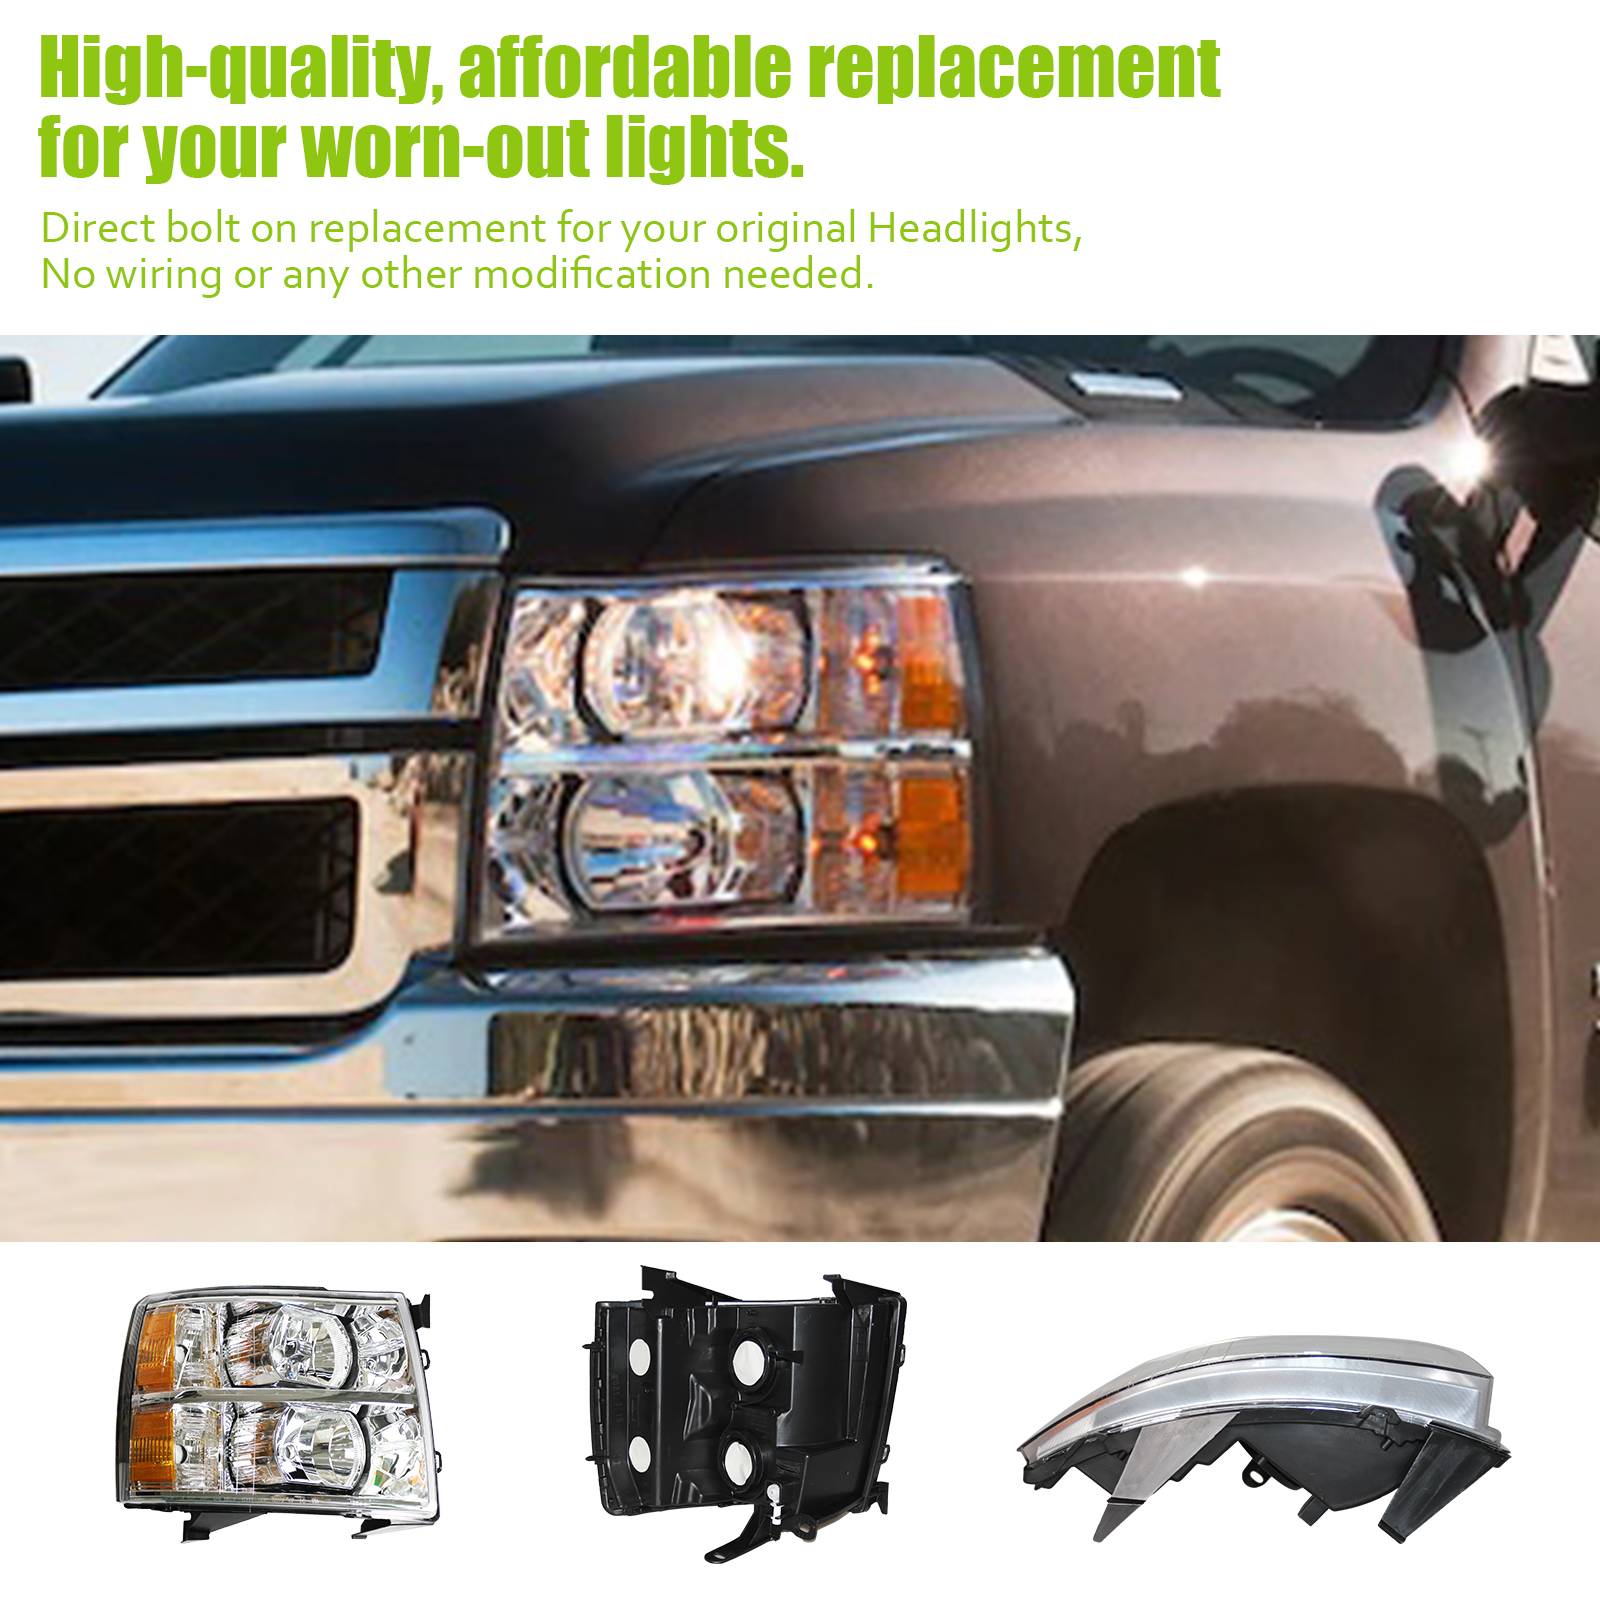 High-quality, affordable replacement
for your worn-out lights.
Direct bolt on replacement for your original Headlights,
No wiring or any other modification needed.